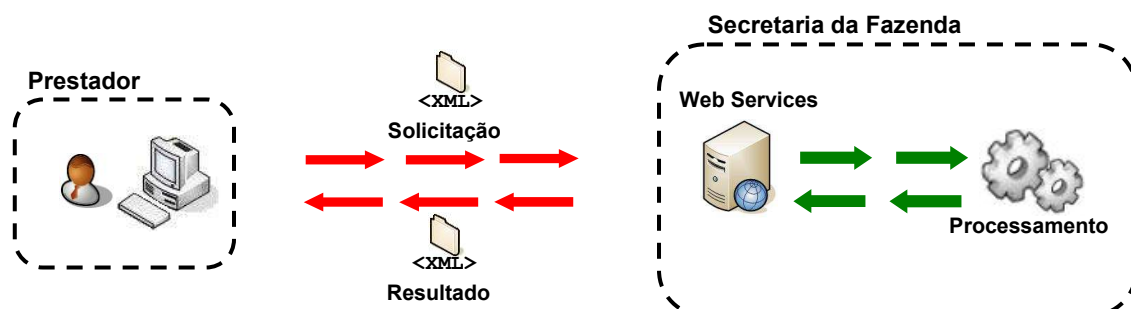 Secretaria da Fazenda
Prestador
<XML>
Solicitação
Web Services
Processamento
<XML>
Resultado